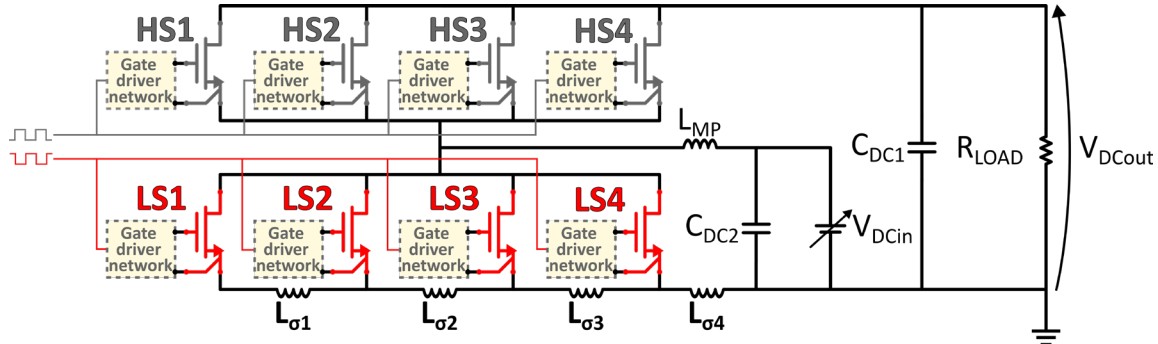 HS1 HS2 HS3 HS4
Gate driver network
Gate driver network
Gate driver network
Gate driver network
LMP
CDC1 RLOAD VDCout
LS1 LS2 LS3 LS4
Gate driver network
Gate driver network
Gate driver network
Gate driver network
CDC2 VDCin
Lσ1 Lσ2 Lσ3 Lσ4